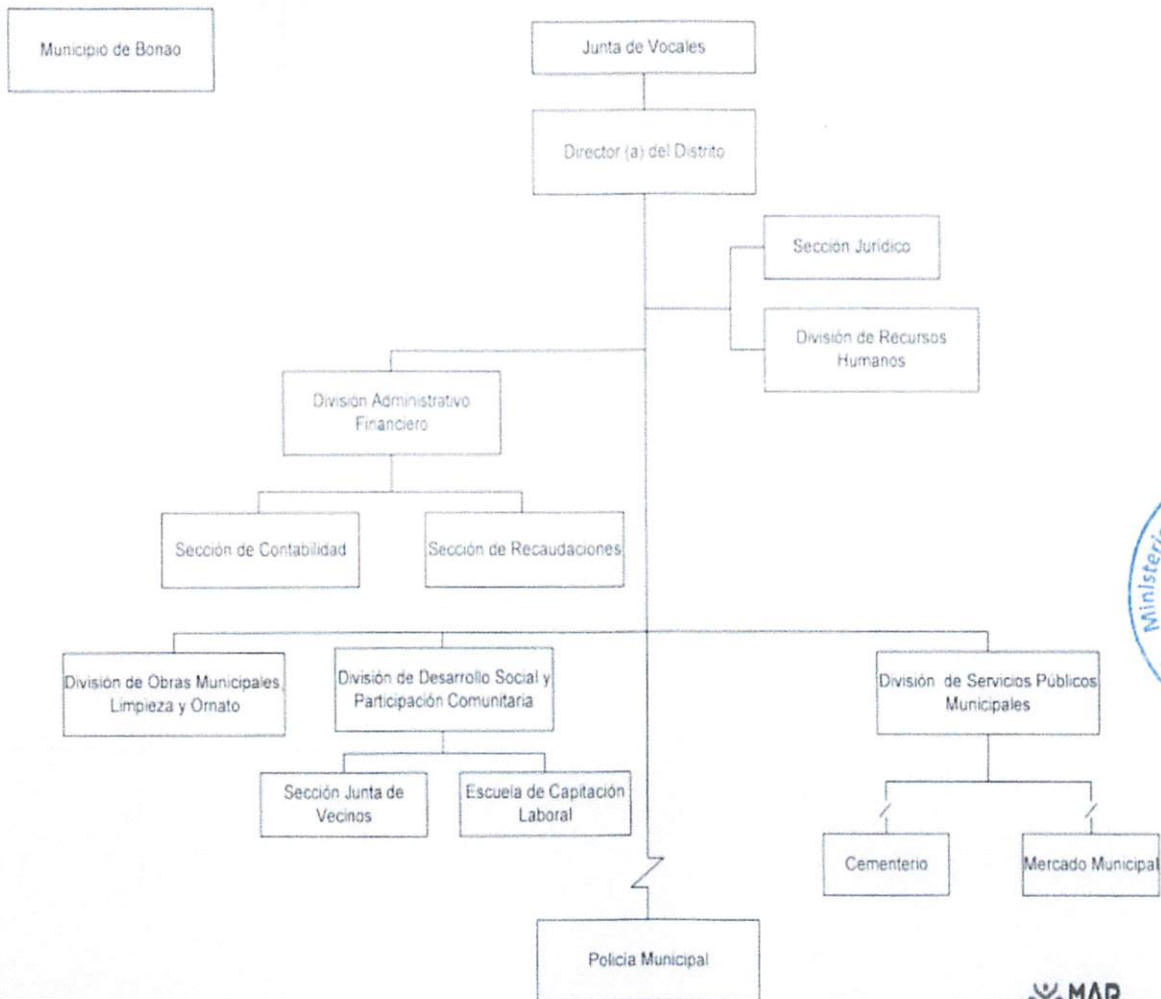 Municipio de Bonao
Junta de Vocales
Director (a) del Distrito
Sección Jurídico
División de Recursos
Humanos
División Administrativo
Financiero
Sección de Contabilidad
Sección de Recaudaciones
División de Obras Municipales,
Limpieza y Ornato
División de Desarrollo Social y
Participación Comunitaria
División de Servicios Públicos
Municipales
Sección Junta de
Vecinos
Escuela de Capitación
Laboral
Cementerio
Mercado Municipal
Policía Municipal
MAP